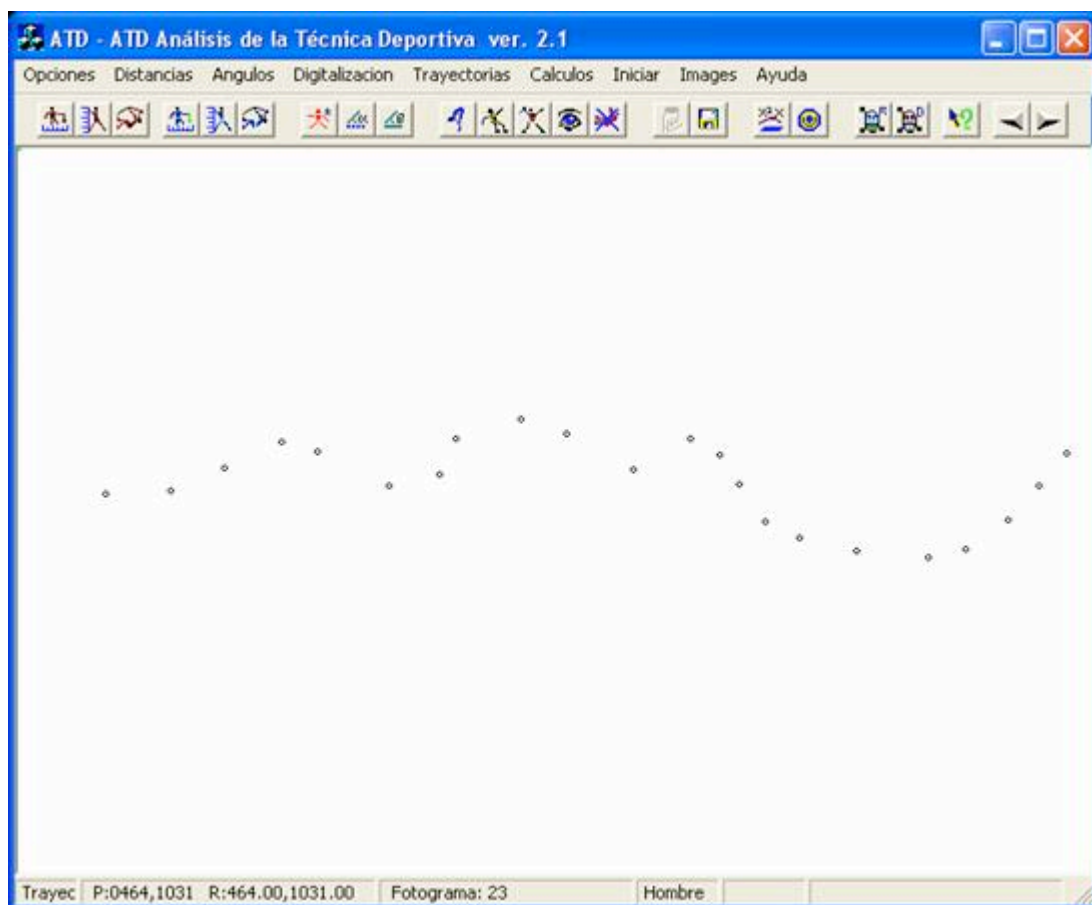 ATD - ATD Análisis de la Técnica Deportiva ver. 2.1
Opciones Distancias Angulos Digitalizacion Trayectorias Calculos Iniciar Images Ayuda
Trayec P:0464,1031 R:464.00,1031.00 Fotograma: 23 Hombre